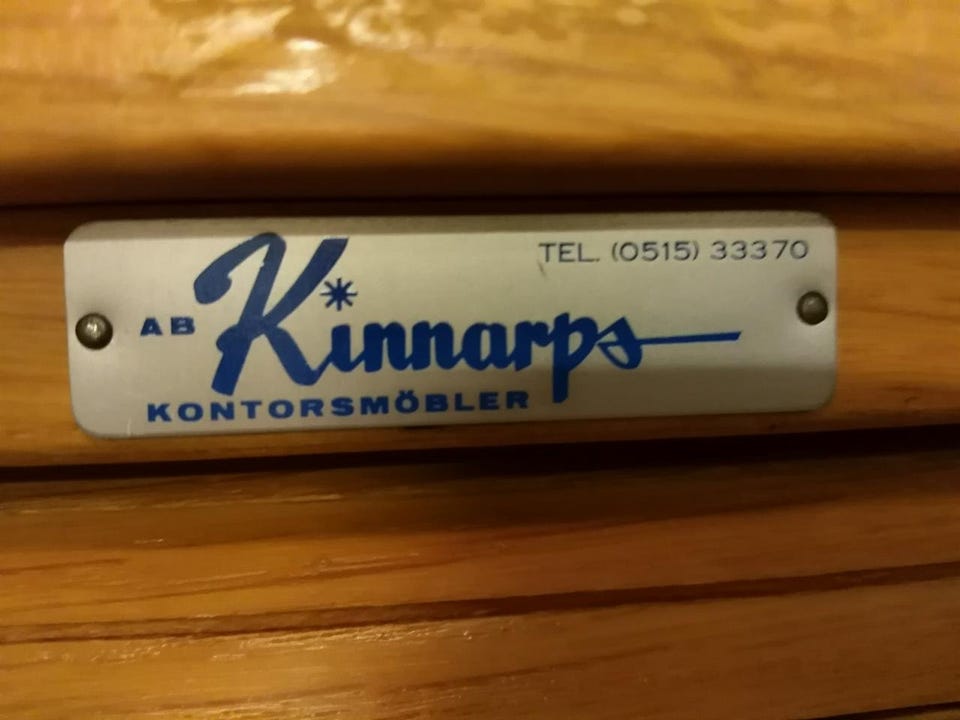 TEL. (0515) 33370
AB Kinnarps
KONTORSMÖBLER